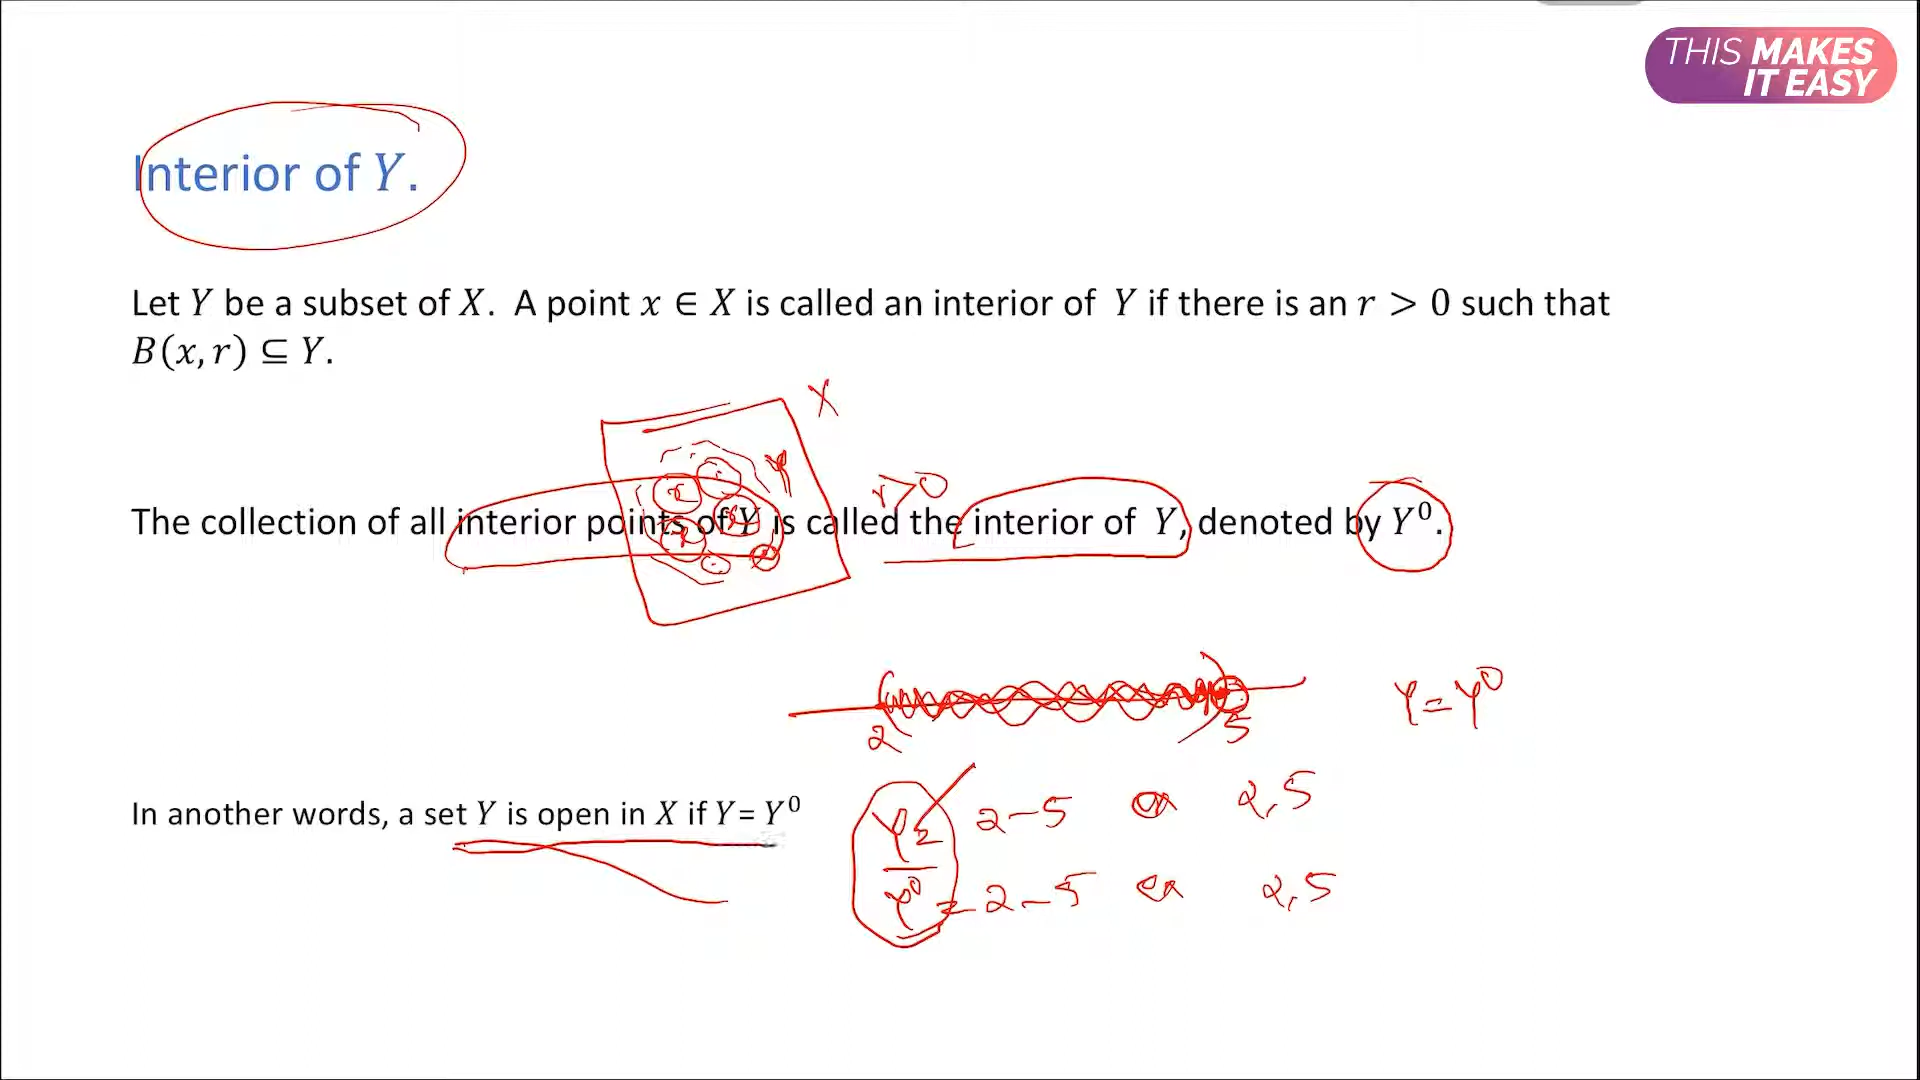 THIS MAKES
IT EASY
Interior of Y.
Let Y be a subset of X. A point x ∈ X is called an interior of Y if there is an r > 0 such that
B(x, r) ⊆ Y.
X
Y
x
x
x
r>0
The collection of all interior points of Y is called the interior of Y, denoted by Y⁰.
2
5
Y = Y⁰
In another words, a set Y is open in X if Y= Y⁰
Y = 2-5
2,5
Y⁰ = 2-5
2,5